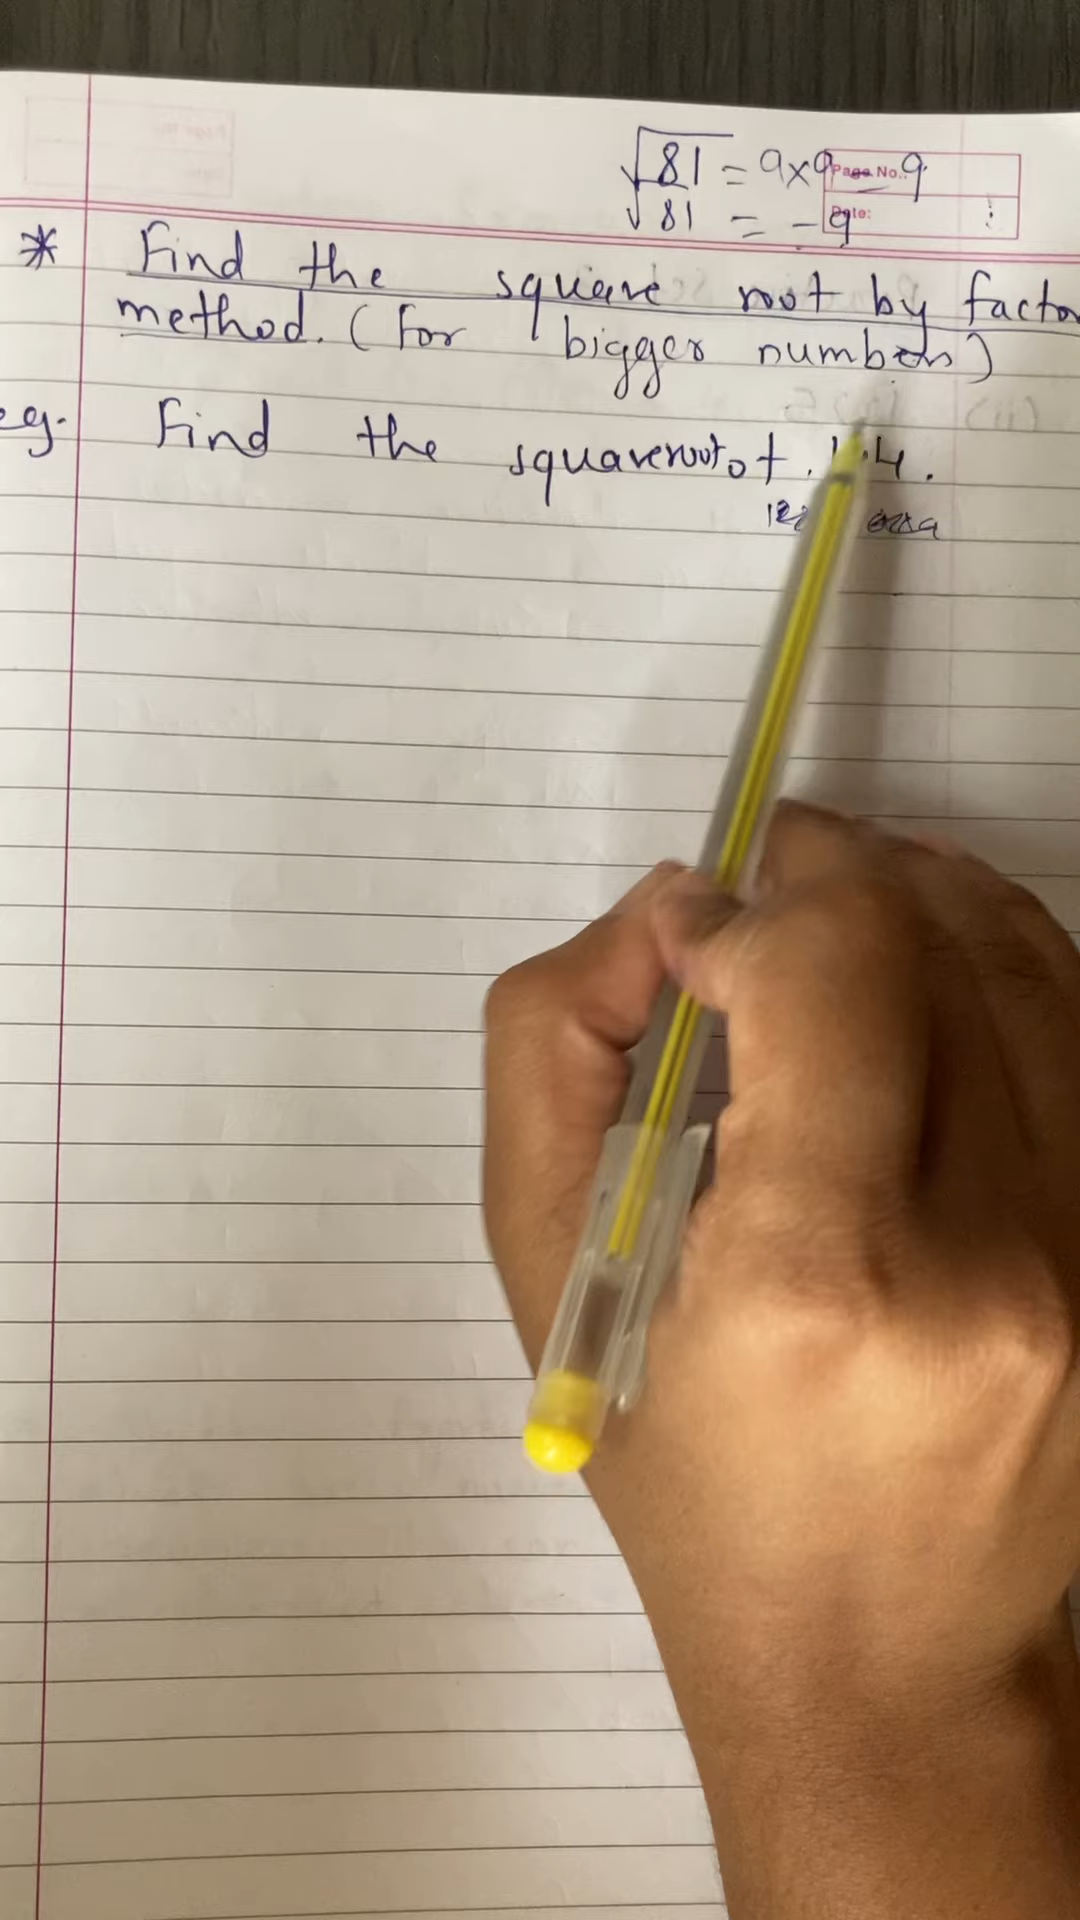 √81 = 9×9 = 9
Page No.:
√81 = -9
Date:
* Find the square root by factor
method. (For bigger numbers)
eg. Find the squareroot of